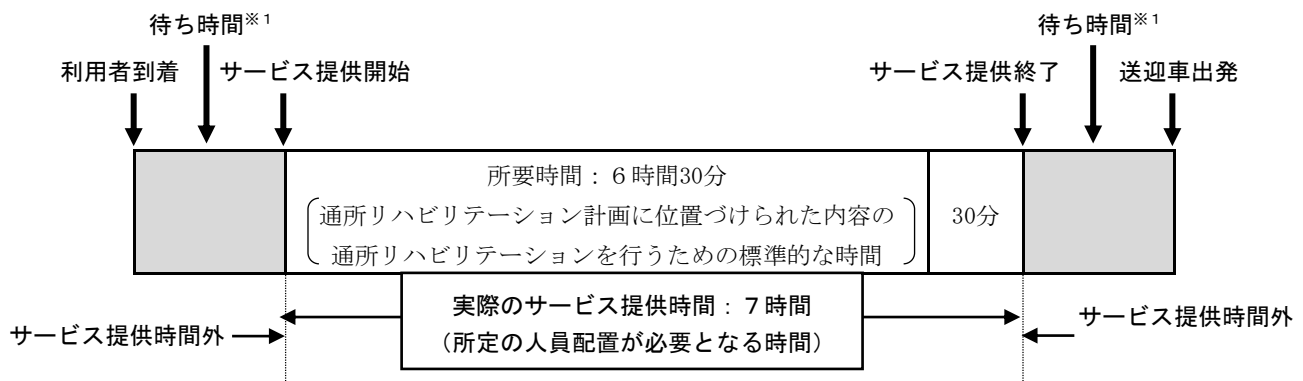 待ち時間※1
待ち時間※1
利用者到着 サービス提供開始
サービス提供終了 送迎車出発
所要時間：６時間30分
通所リハビリテーション計画に位置づけられた内容の
通所リハビリテーションを行うための標準的な時間
30分
実際のサービス提供時間：７時間
（所定の人員配置が必要となる時間）
サービス提供時間外
サービス提供時間外